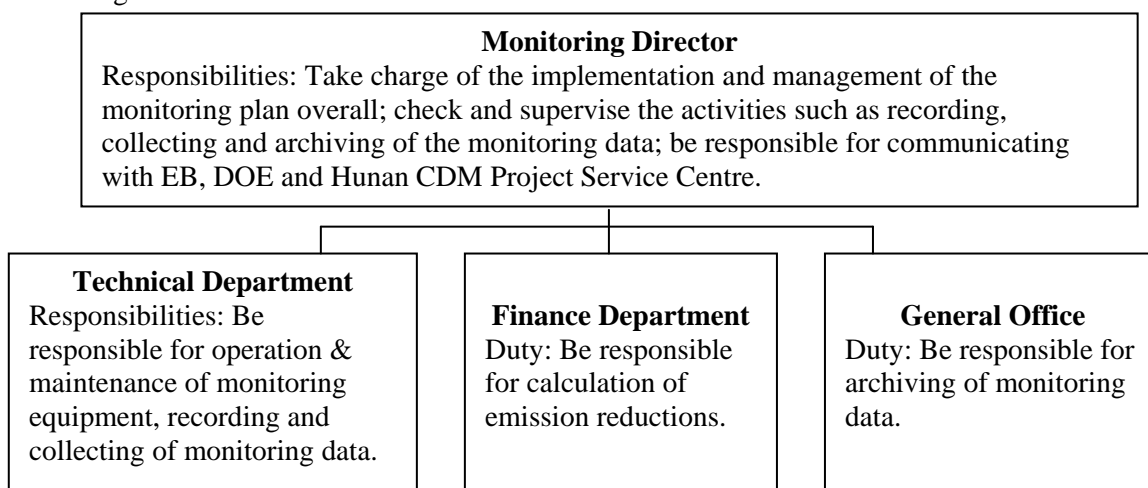 Monitoring Director
Responsibilities: Take charge of the implementation and management of the
monitoring plan overall; check and supervise the activities such as recording,
collecting and archiving of the monitoring data; be responsible for communicating
with EB, DOE and Hunan CDM Project Service Centre.
Technical Department
Responsibilities: Be
responsible for operation &
maintenance of monitoring
equipment, recording and
collecting of monitoring data.
Finance Department
Duty: Be responsible
for calculation of
emission reductions.
General Office
Duty: Be responsible for
archiving of monitoring
data.